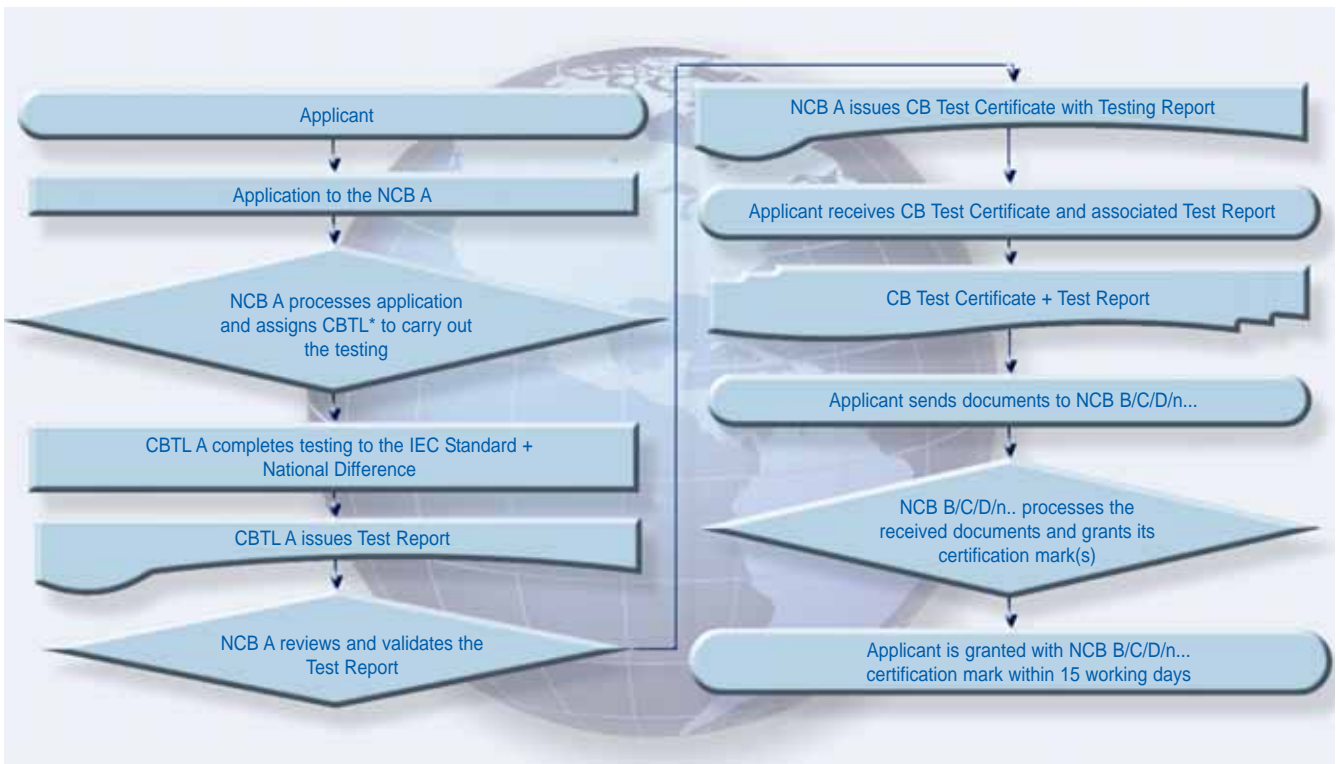 Applicant
Application to the NCB A
NCB A processes application
and assigns CBTL* to carry out
the testing
CBTL A completes testing to the IEC Standard +
National Difference
CBTL A issues Test Report
NCB A reviews and validates the
Test Report
NCB A issues CB Test Certificate with Testing Report
Applicant receives CB Test Certificate and associated Test Report
CB Test Certificate + Test Report
Applicant sends documents to NCB B/C/D/n...
NCB B/C/D/n.. processes the
received documents and grants its
certification mark(s)
Applicant is granted with NCB B/C/D/n...
certification mark within 15 working days